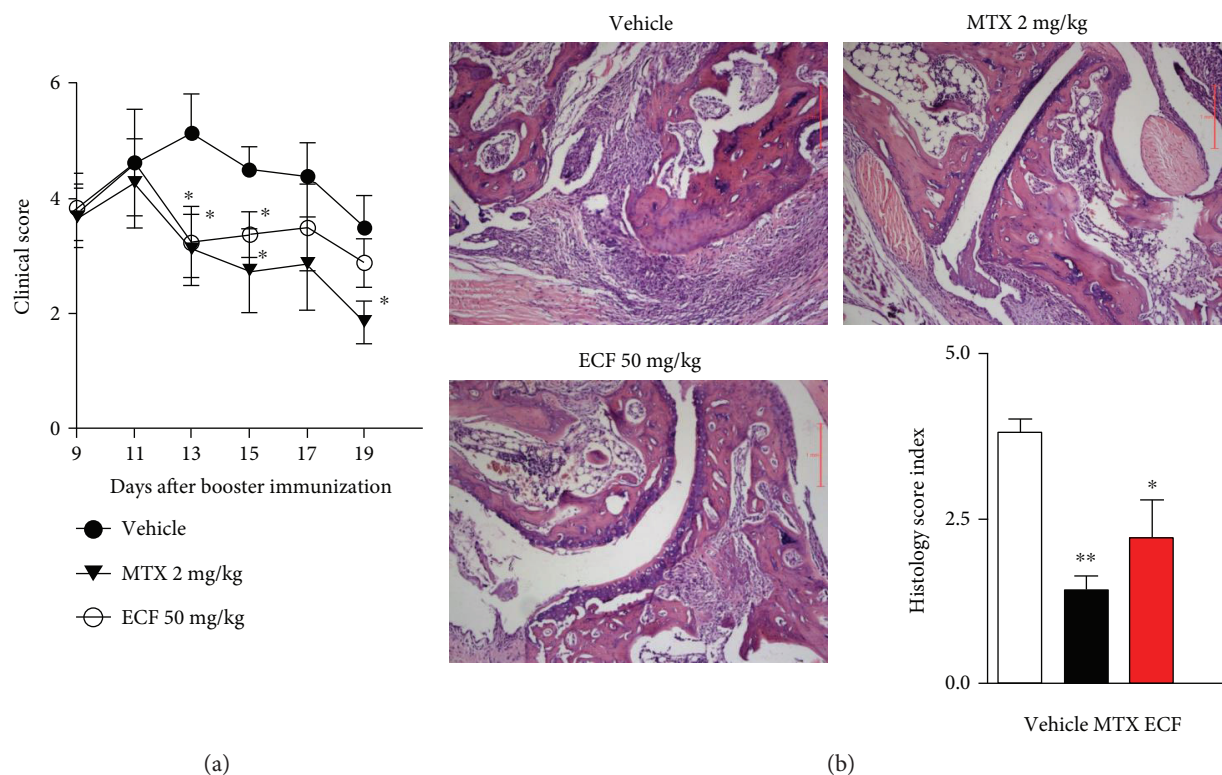 Clinical score
6
4
2
0
*
*
*
*
*
9 11 13 15 17 19
Days after booster immunization
Vehicle
MTX 2 mg/kg
ECF 50 mg/kg
(a)
Vehicle
MTX 2 mg/kg
ECF 50 mg/kg
Histology score index
5.0
2.5
0.0
**
*
Vehicle MTX ECF
(b)